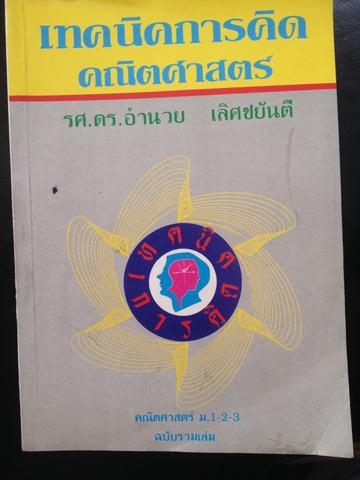 เทคนิคการคิด
คณิตศาสตร์
รศ.ดร.อำนวย เลิศชยันตี
เทคนิค
การคิด
คณิตศาสตร์ ม.1-2-3
ฉบับรวมเล่ม